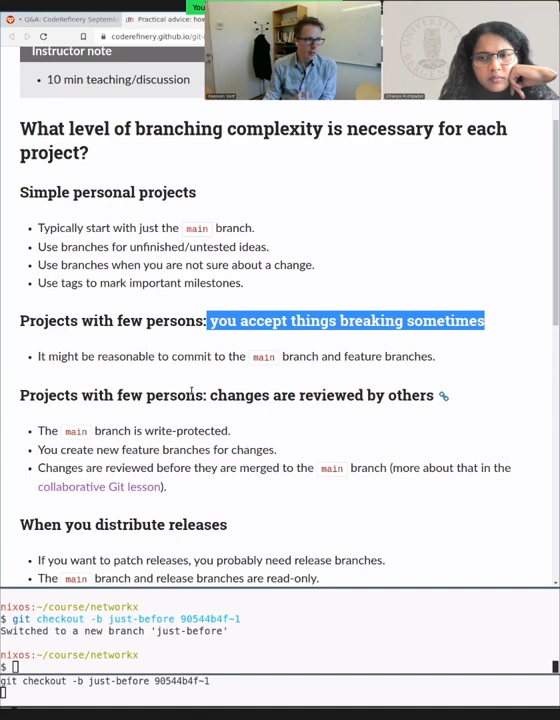 You
Q&A: CodeRefinery Septemb
Practical advice: how
coderefinery.github.io/git-
Instructor note
10 min teaching/discussion
What level of branching complexity is necessary for each
project?
Simple personal projects
Typically start with just the main branch.
Use branches for unfinished/untested ideas.
Use branches when you are not sure about a change.
Use tags to mark important milestones.
Projects with few persons: you accept things breaking sometimes
It might be reasonable to commit to the main branch and feature branches.
Projects with few persons: changes are reviewed by others
The main branch is write-protected.
You create new feature branches for changes.
Changes are reviewed before they are merged to the main branch (more about that in the
collaborative Git lesson).
When you distribute releases
If you want to patch releases, you probably need release branches.
The main branch and release branches are read-only.
nixos:~/course/networkx
$ git checkout -b just-before 90544b4f~1
Switched to a new branch 'just-before'
nixos:~/course/networkx
$
git checkout -b just-before 90544b4f~1